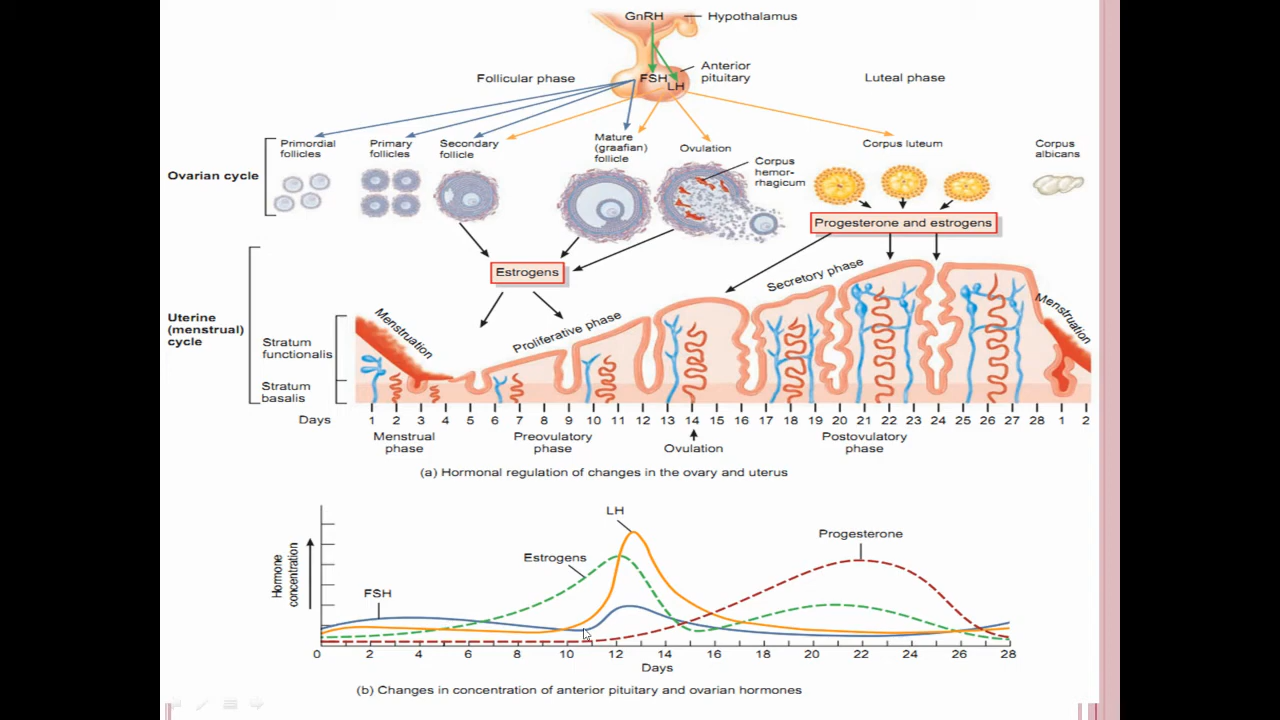 GnRH
Hypothalamus
Anterior
pituitary
Follicular phase
FSH
LH
Luteal phase
Ovarian cycle
Primordial
follicles
Primary
follicles
Secondary
follicle
Mature
(graafian)
follicle
Ovulation
Corpus
hemor-
rhagicum
Corpus luteum
Corpus
albicans
Progesterone and estrogens
Estrogens
Uterine
(menstrual)
cycle
Stratum
functionalis
Stratum
basalis
Menstruation
Proliferative phase
Secretory phase
Menstruation
Days 1 2 3 4 5 6 7 8 9 10 11 12 13 14 15 16 17 18 19 20 21 22 23 24 25 26 27 28 1 2
Menstrual
phase
Preovulatory
phase
Ovulation
Postovulatory
phase
(a) Hormonal regulation of changes in the ovary and uterus
Hormone
concentration
FSH
Estrogens
LH
Progesterone
0 2 4 6 8 10 12 14 16 18 20 22 24 26 28
Days
(b) Changes in concentration of anterior pituitary and ovarian hormones